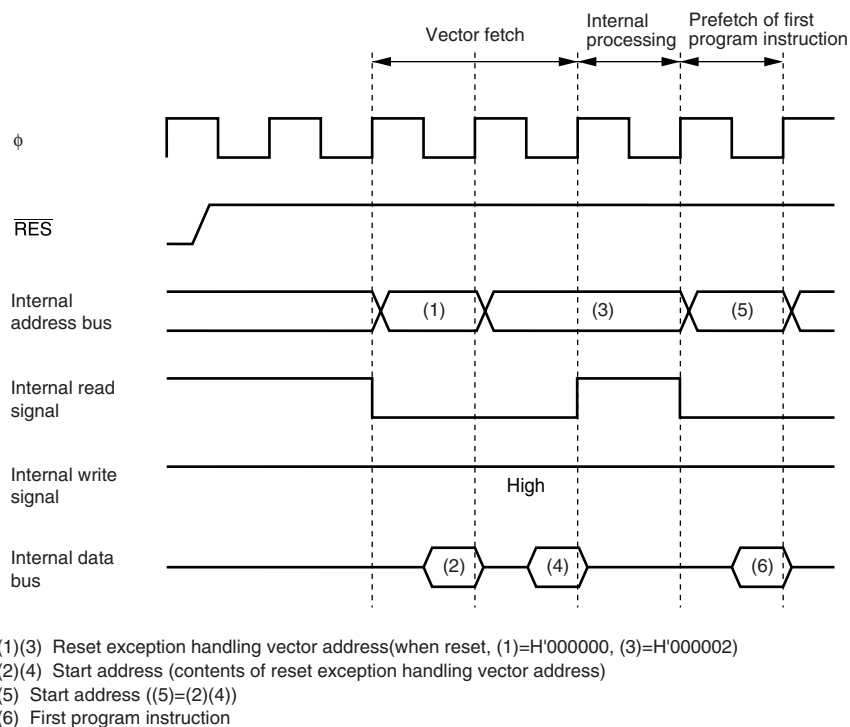 Vector fetch
Internal
processing
Prefetch of first
program instruction
ϕ
RES
Internal
address bus
(1)
(3)
(5)
Internal read
signal
Internal write
signal
High
Internal data
bus
(2)
(4)
(6)
(1)(3) Reset exception handling vector address(when reset, (1)=H'000000, (3)=H'000002)
(2)(4) Start address (contents of reset exception handling vector address)
(5) Start address ((5)=(2)(4))
(6) First program instruction